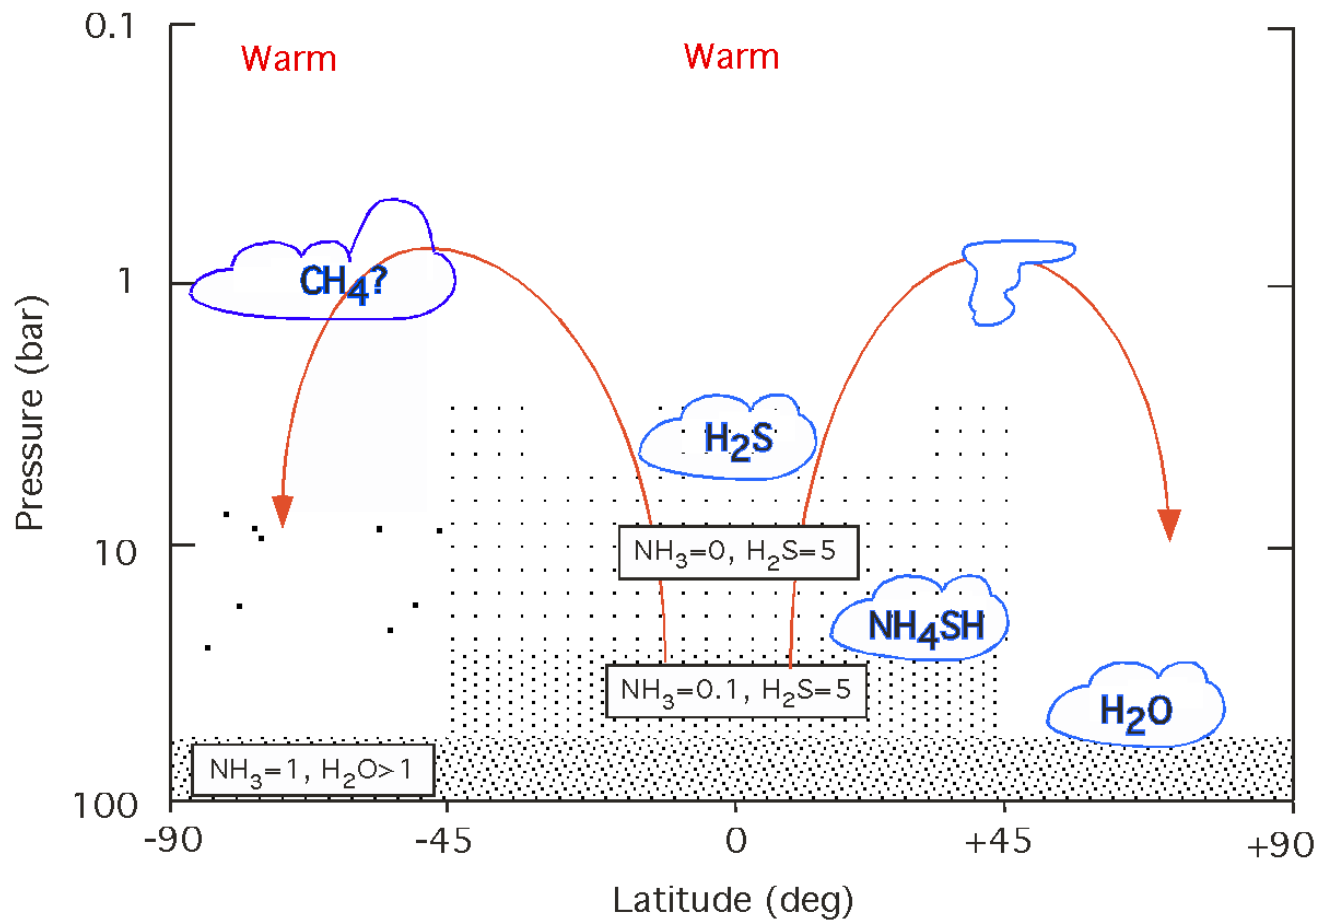 0.1
Warm
Warm
CH4?
1
Pressure (bar)
H2S
NH3=0, H2S=5
10
NH4SH
NH3=0.1, H2S=5
H2O
NH3=1, H2O>1
100
-90
-45
0
+45
+90
Latitude (deg)